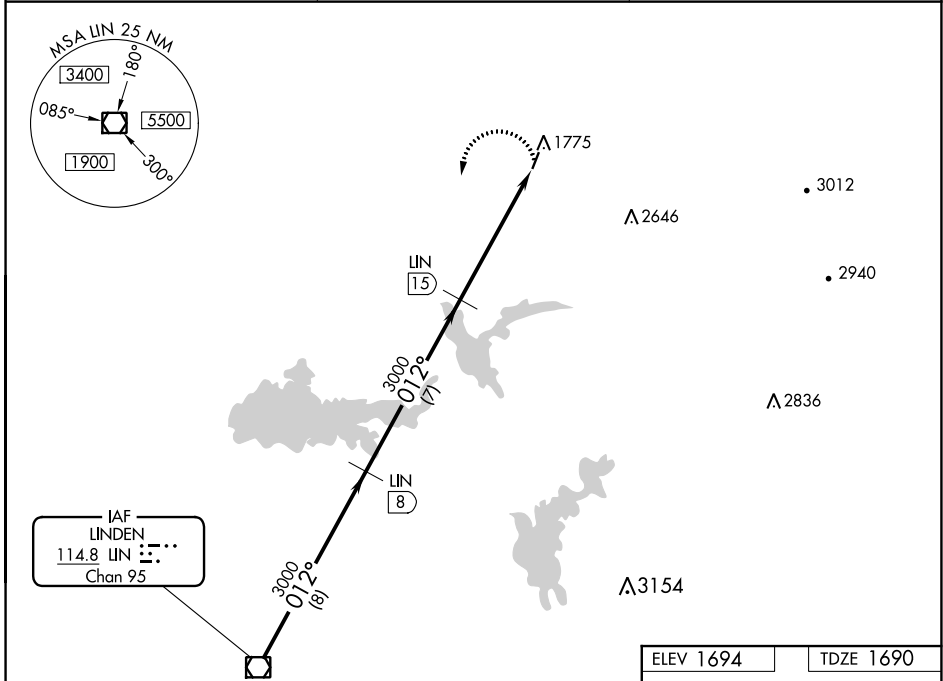 MSA LIN 25 NM
3400
180°
085°
5500
1900
300°
1775
3012
2646
LIN
15
2940
3000
012°
(7)
2836
LIN
8
IAF
LINDEN
114.8 LIN
Chan 95
3000
012°
(8)
3154
ELEV 1694
TDZE 1690